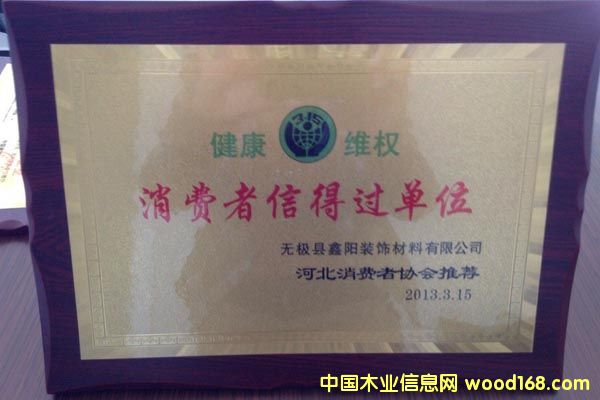 健康 315 维权
消费者信得过单位
无极县鑫阳装饰材料有限公司
河北消费者协会推荐
2013.3.15
中国木业信息网 wood168.com